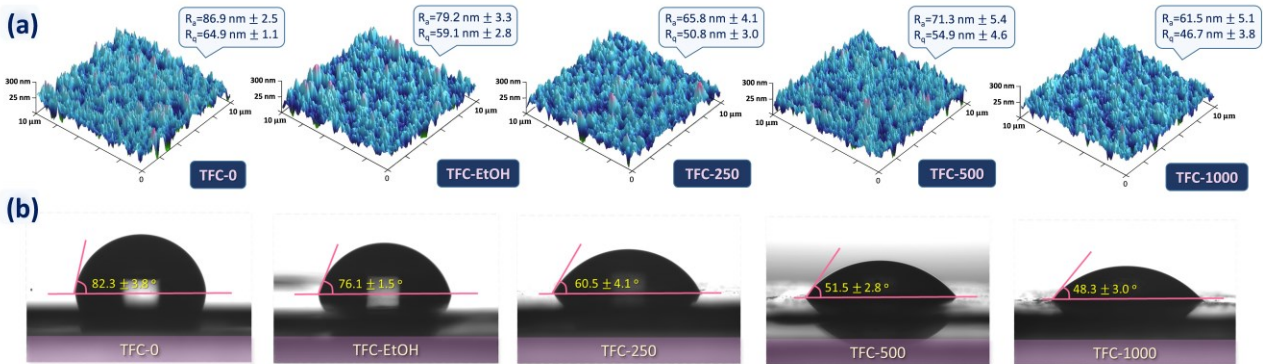 (a)
Ra=86.9 nm ± 2.5
Rq=64.9 nm ± 1.1
300 nm
25 nm
10 µm
10 µm
0
TFC-0
Ra=79.2 nm ± 3.3
Rq=59.1 nm ± 2.8
300 nm
25 nm
10 µm
10 µm
0
TFC-EtOH
Ra=65.8 nm ± 4.1
Rq=50.8 nm ± 3.0
300 nm
25 nm
10 µm
10 µm
0
TFC-250
Ra=71.3 nm ± 5.4
Rq=54.9 nm ± 4.6
300 nm
25 nm
10 µm
10 µm
0
TFC-500
Ra=61.5 nm ± 5.1
Rq=46.7 nm ± 3.8
300 nm
25 nm
10 µm
10 µm
0
TFC-1000
(b)
82.3 ± 3.8 °
TFC-0
76.1 ± 1.5 °
TFC-EtOH
60.5 ± 4.1 °
TFC-250
51.5 ± 2.8 °
TFC-500
48.3 ± 3.0 °
TFC-1000